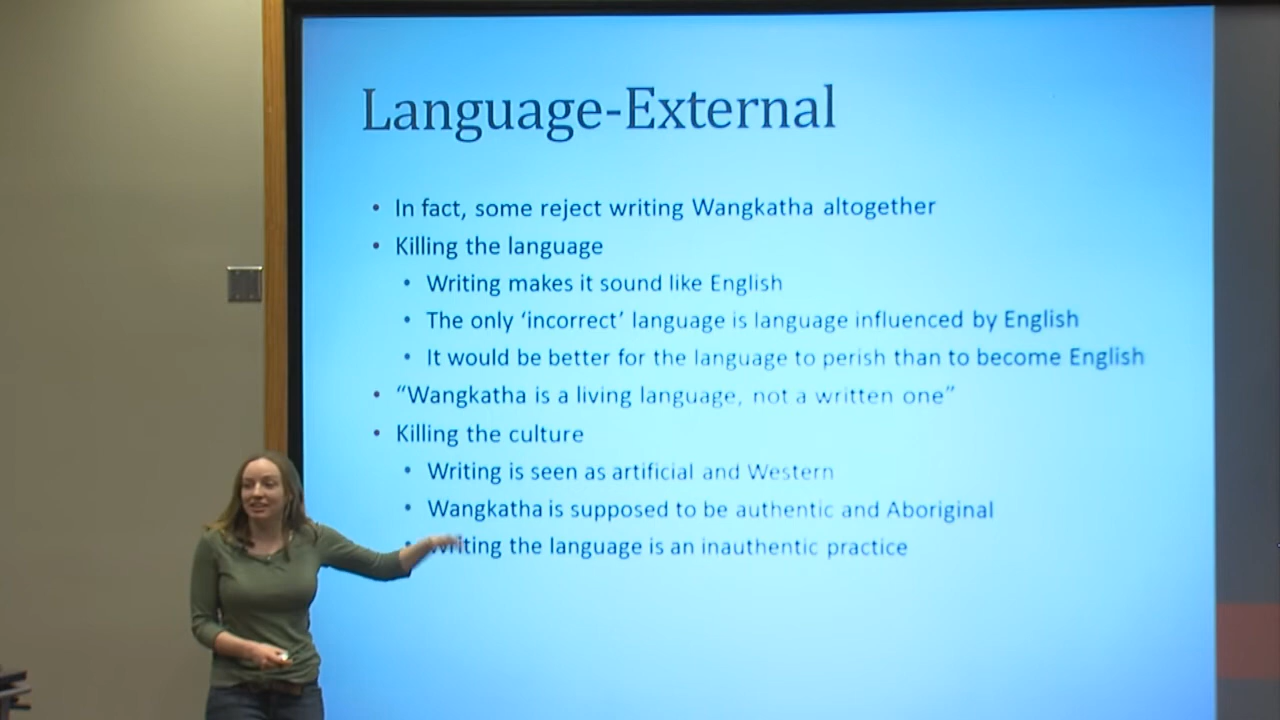 Language-External
• In fact, some reject writing Wangkatha altogether
• Killing the language
• Writing makes it sound like English
• The only ‘incorrect’ language is language influenced by English
• It would be better for the language to perish than to become English
• “Wangkatha is a living language, not a written one”
• Killing the culture
• Writing is seen as artificial and Western
• Wangkatha is supposed to be authentic and Aboriginal
• Writing the language is an inauthentic practice